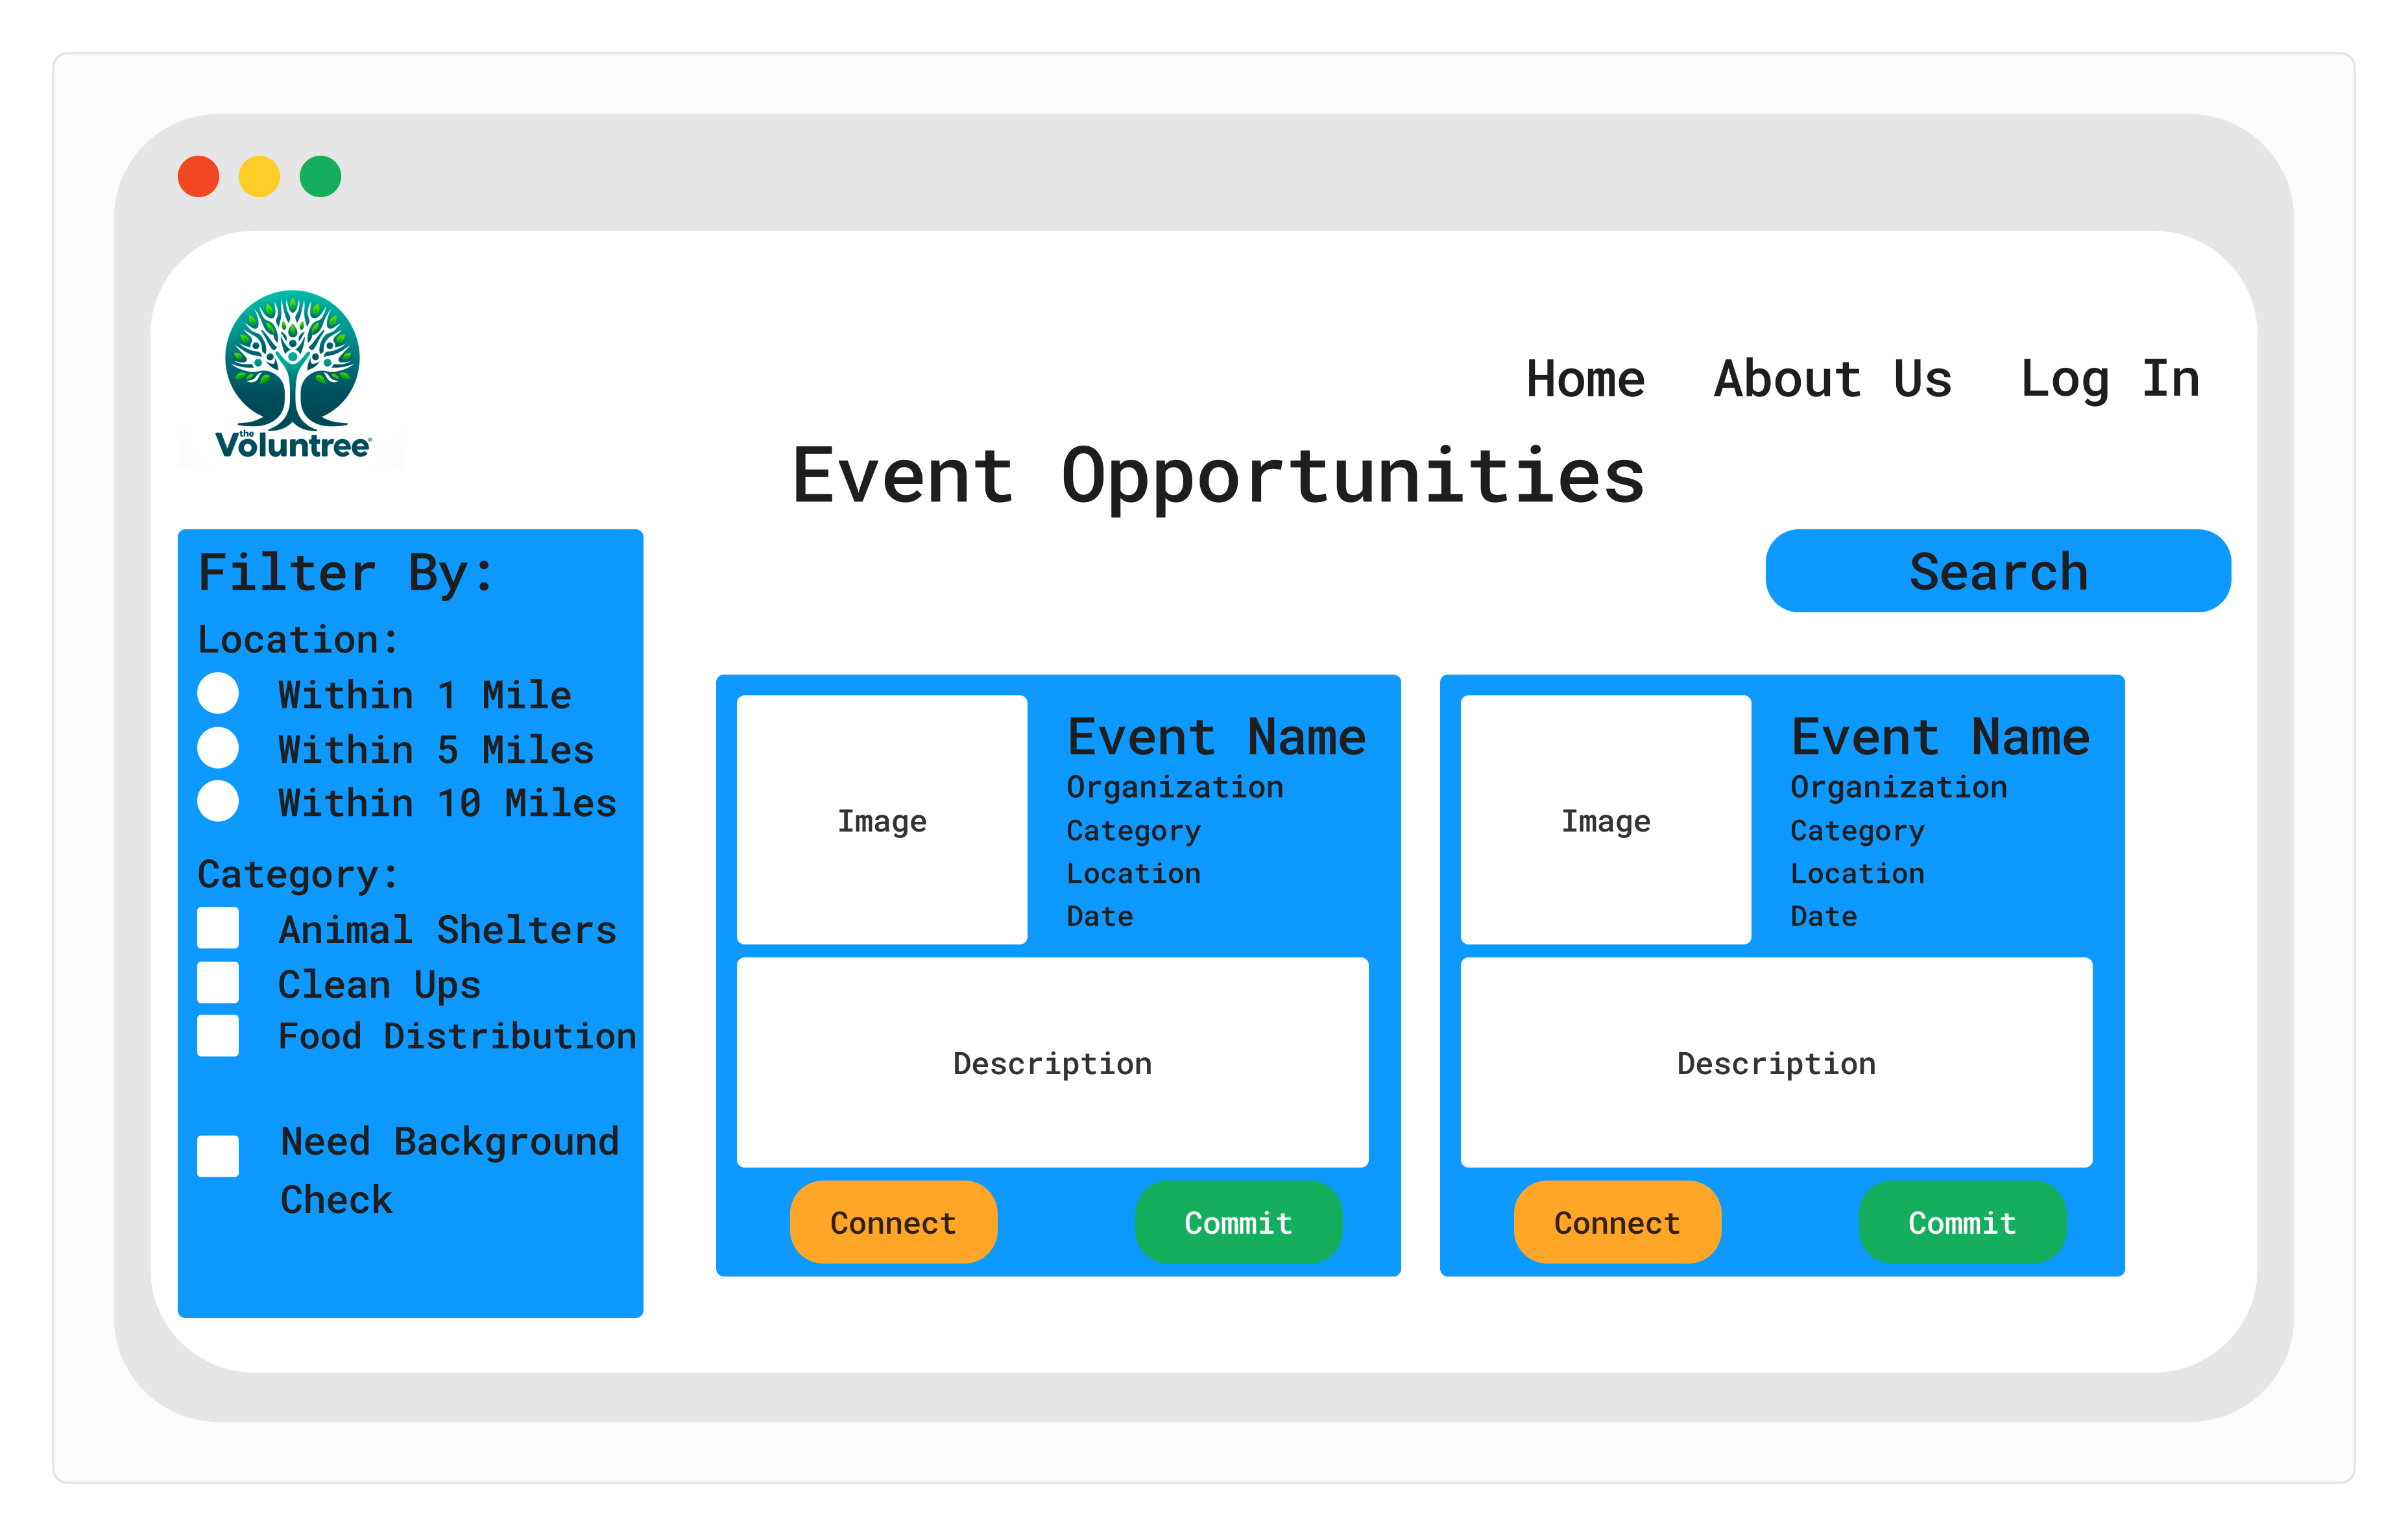 the
Voluntree®
Home About Us Log In
Event Opportunities
Search
Filter By:
Location:
Within 1 Mile
Within 5 Miles
Within 10 Miles
Category:
Animal Shelters
Clean Ups
Food Distribution
Need Background
Check
Image
Event Name
Organization
Category
Location
Date
Description
Connect Commit
Image
Event Name
Organization
Category
Location
Date
Description
Connect Commit